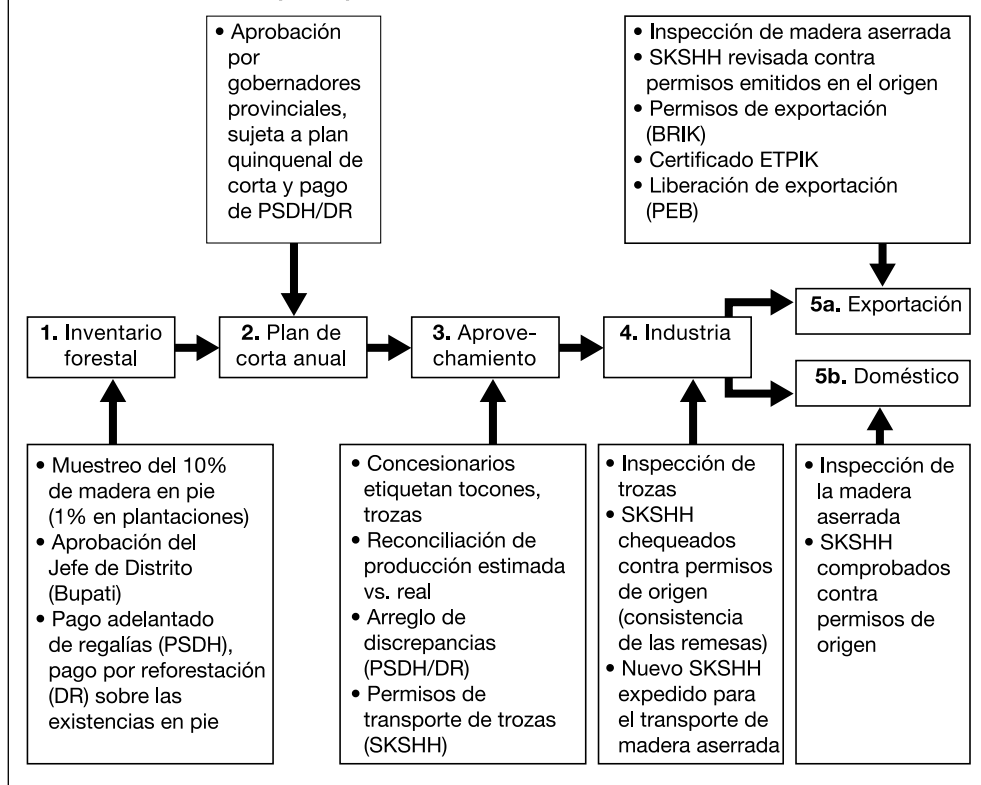 • Aprobación
por
gobernadores
provinciales,
sujeta a plan
quinquenal de
corta y pago
de PSDH/DR
• Inspección de madera aserrada
• SKSHH revisada contra
permisos emitidos en el origen
• Permisos de exportación
(BRIK)
• Certificado ETPIK
• Liberación de exportación
(PEB)
1. Inventario
forestal
2. Plan de
corta anual
3. Aprove-
chamiento
4. Industria
5a. Exportación
5b. Doméstico
• Muestreo del 10%
de madera en pie
(1% en plantaciones)
• Aprobación del
Jefe de Distrito
(Bupati)
• Pago adelantado
de regalías (PSDH),
pago por reforestación
(DR) sobre las
existencias en pie
• Concesionarios
etiquetan tocones,
trozas
• Reconciliación de
producción estimada
vs. real
• Arreglo de
discrepancias
(PSDH/DR)
• Permisos de
transporte de trozas
(SKSHH)
• Inspección de
trozas
• SKSHH
chequeados
contra permisos
de origen
(consistencia
de las remesas)
• Nuevo SKSHH
expedido para
el transporte de
madera aserrada
• Inspección de
la madera
aserrada
• SKSHH
comprobados
contra
permisos de
origen